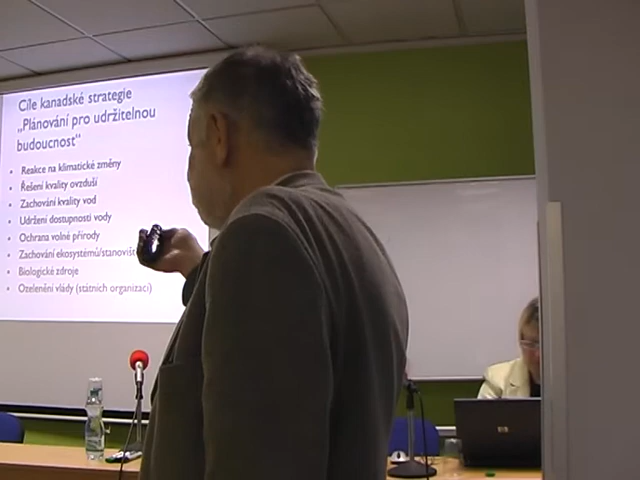 Cíle kanadské strategie
„Plánování pro udržitelnou
budoucnost“
• Reakce na klimatické změny
• Řešení kvality ovzduší
• Zachování kvality vod
• Udržení dostupnosti vody
• Ochrana volné přírody
• Zachování ekosystémů/stanovišť
• Biologické zdroje
• Ozelenění vlády (státních organizací)
hp